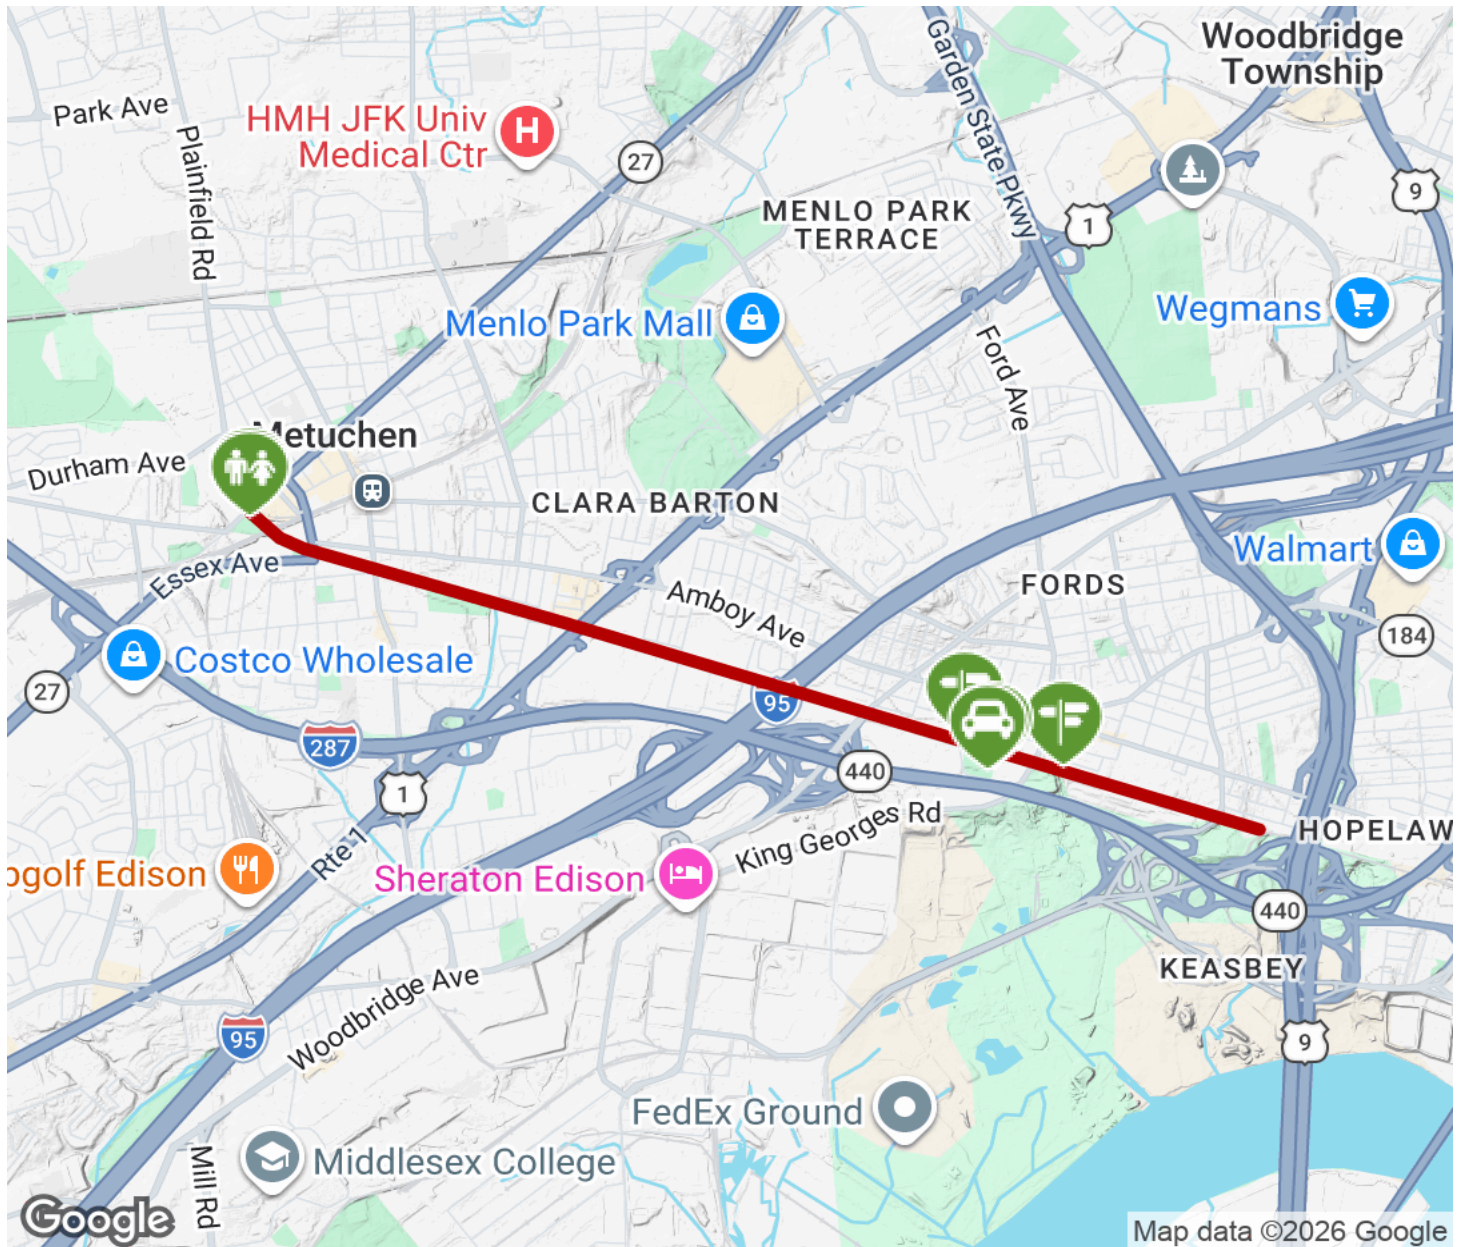 Woodbridge
Township
Park Ave
Plainfield Rd
HMH JFK Univ
Medical Ctr
H
27
Garden State Pkwy
MENLO PARK
TERRACE
1
9
Menlo Park Mall
Wegmans
Ford Ave
Metuchen
Durham Ave
CLARA BARTON
Essex Ave
Walmart
FORDS
Amboy Ave
184
Costco Wholesale
27
95
287
1
440
King Georges Rd
HOPELAW
Rte 1
pgolf Edison
Sheraton Edison
440
KEASBEY
Woodbridge Ave
95
9
FedEx Ground
Middlesex College
Mill Rd
Google
Map data ©2026 Google